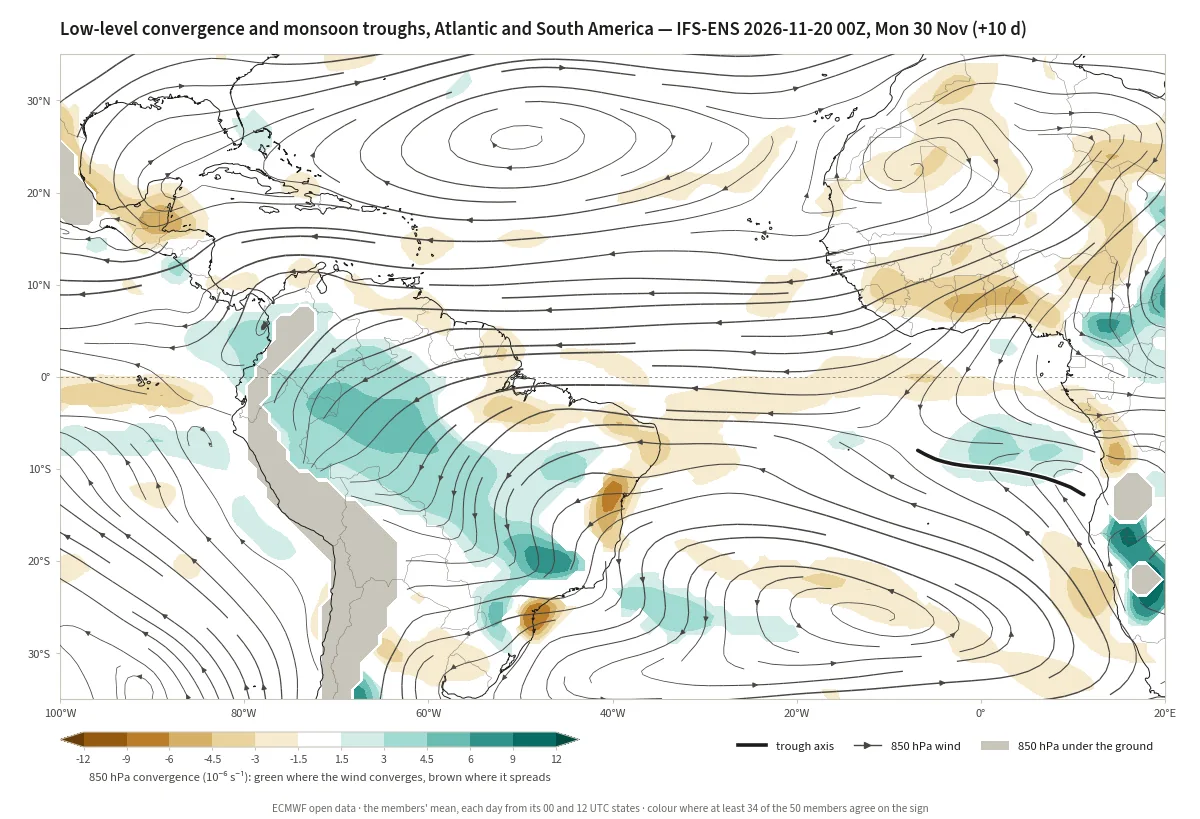 Low-level convergence and monsoon troughs, Atlantic and South America — IFS-ENS 2026-11-20 00Z, Mon 30 Nov (+10 d)
30°N
20°N
10°N
0°
10°S
20°S
30°S
100°W 80°W 60°W 40°W 20°W 0° 20°E
-12 -9 -6 -4.5 -3 -1.5 1.5 3 4.5 6 9 12
850 hPa convergence (10⁻⁶ s⁻¹): green where the wind converges, brown where it spreads
trough axis 850 hPa wind 850 hPa under the ground
ECMWF open data · the members' mean, each day from its 00 and 12 UTC states · colour where at least 34 of the 50 members agree on the sign